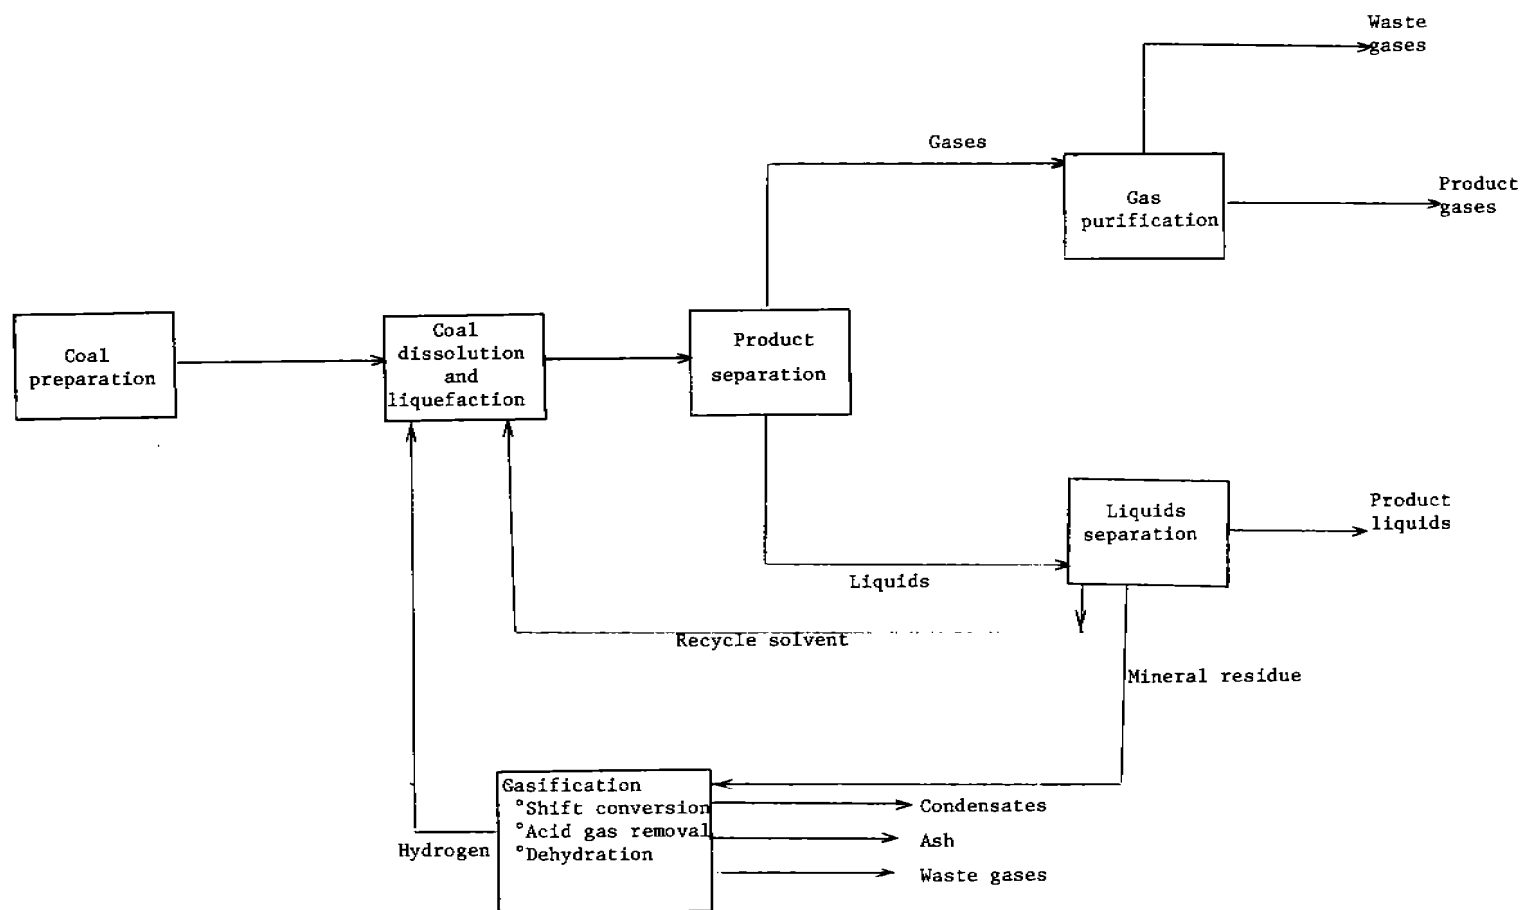 Waste
gases
Gases
Gas
purification
Product
gases
Coal
preparation
Coal
dissolution
and
liquefaction
Product
separation
Liquids
separation
Product
liquids
Liquids
Recycle solvent
Mineral residue
Gasification
°Shift conversion
°Acid gas removal
°Dehydration
Hydrogen
Condensates
Ash
Waste gases